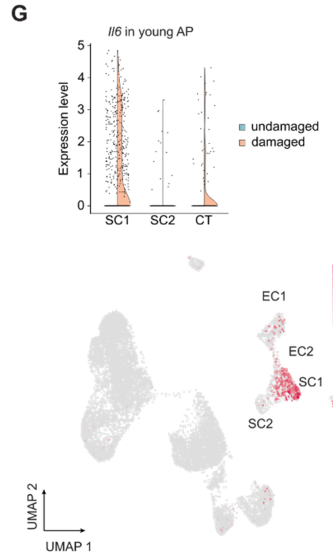 G
Il6 in young AP
Expression level
5
4
3
2
1
0
SC1 SC2 CT
undamaged
damaged
EC1
EC2
SC1
SC2
UMAP 2
UMAP 1